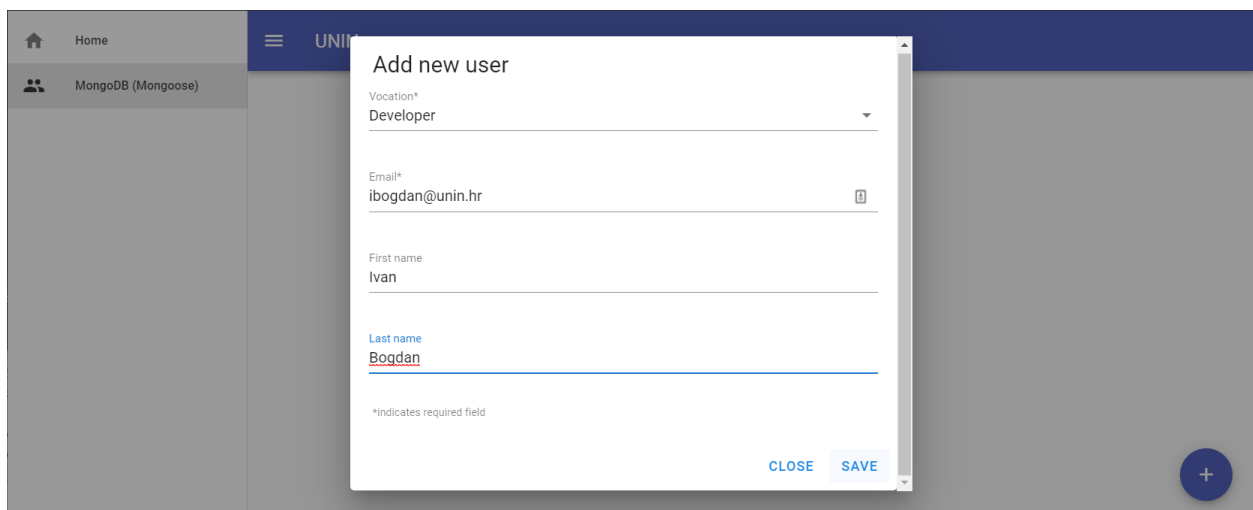 Home
UNIN
MongoDB (Mongoose)
Add new user
Vocation*
Developer
Email*
ibogdan@unin.hr
First name
Ivan
Last name
Bogdan
*indicates required field
CLOSE SAVE